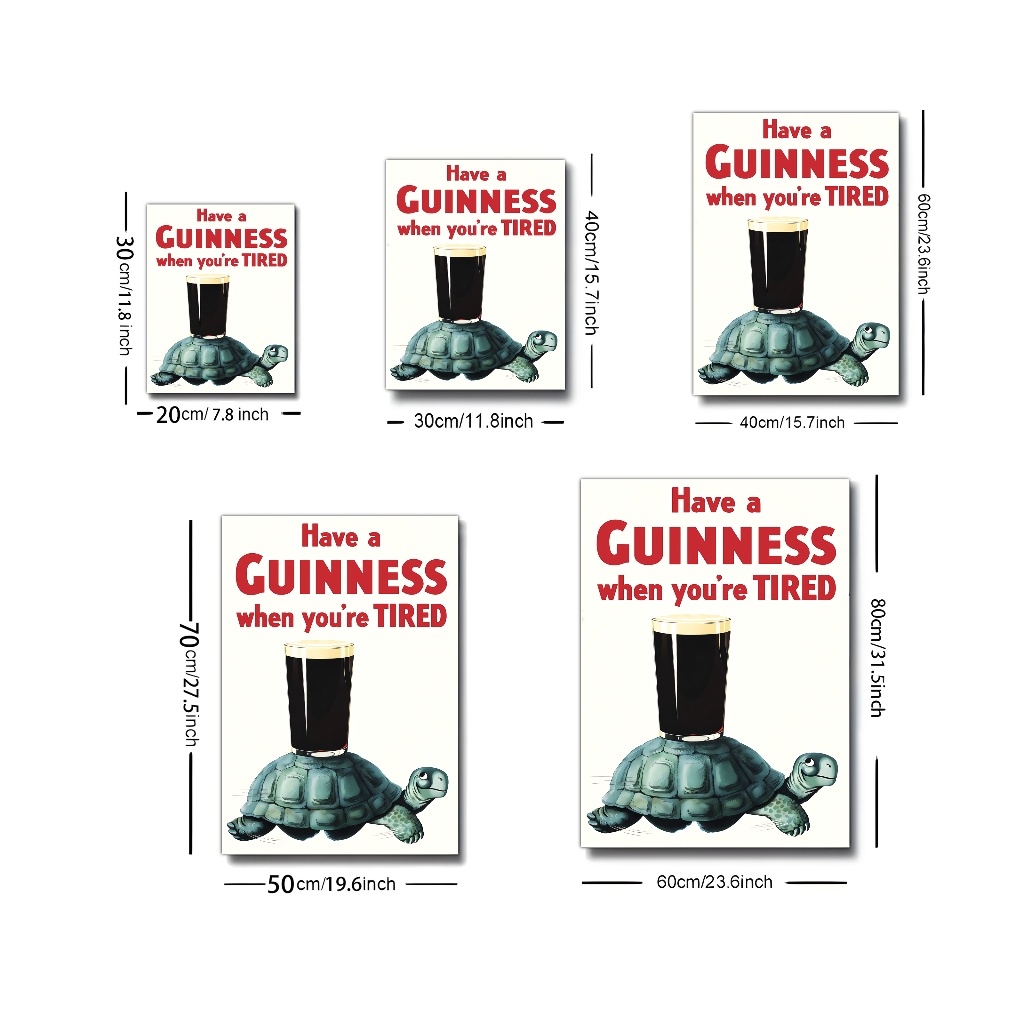 Have a
GUINNESS
when you're TIRED
30cm/11.8 inch
20cm/ 7.8 inch
Have a
GUINNESS
when you're TIRED
40cm/15.7inch
30cm/11.8inch
Have a
GUINNESS
when you're TIRED
60cm/23.6inch
40cm/15.7inch
Have a
GUINNESS
when you're TIRED
70cm/27.5inch
50cm/19.6inch
Have a
GUINNESS
when you're TIRED
80cm/31.5inch
60cm/23.6inch